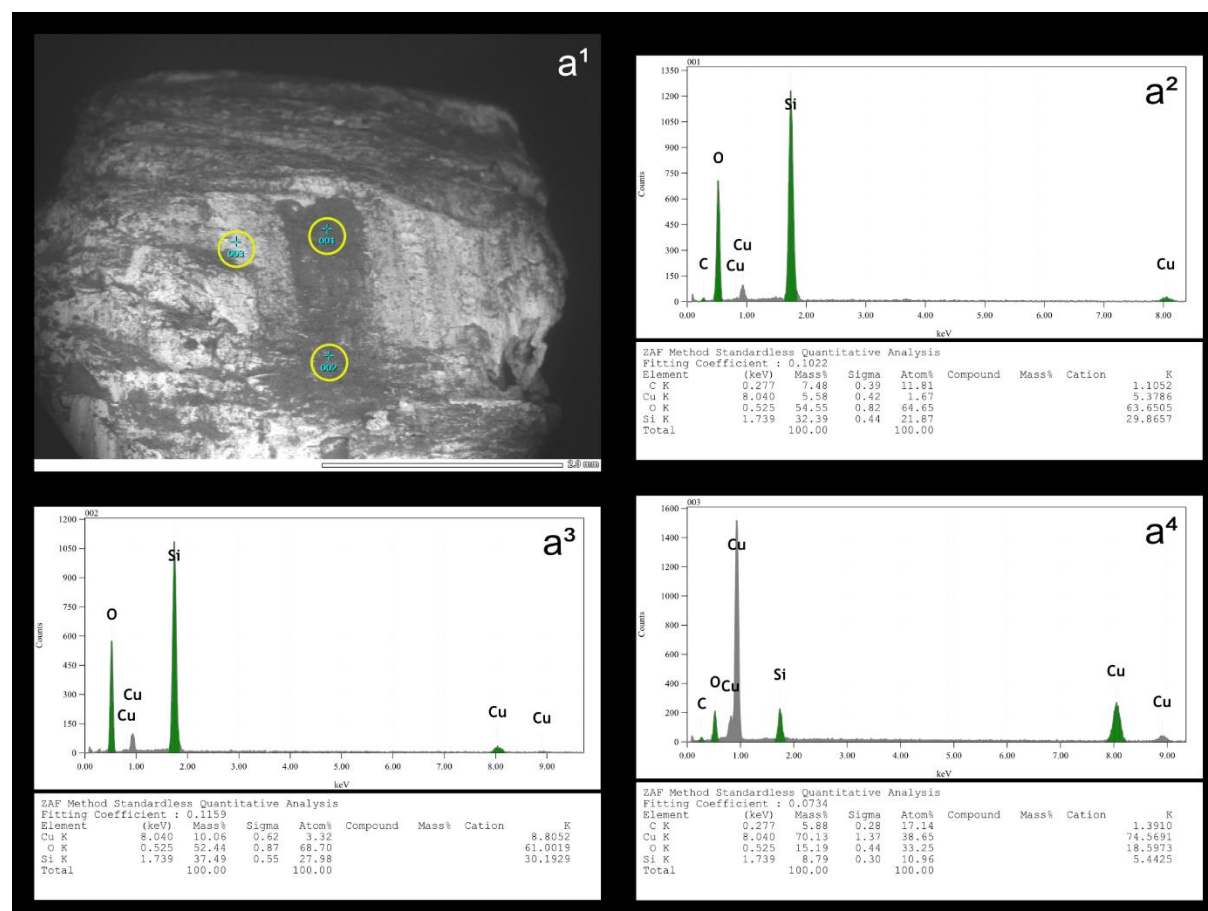 a¹
001
003
002
2.0 mm
001
a²
1350
1200
1050
900
750
600
450
300
150
0
Counts
Si
O
C
Cu
Cu
Cu
0.00 1.00 2.00 3.00 4.00 5.00 6.00 7.00 8.00
keV
ZAF Method Standardless Quantitative Analysis
Fitting Coefficient : 0.1022
Element (keV) Mass% Sigma Atom% Compound Mass% Cation K
C K 0.277 7.48 0.39 11.81 1.1052
Cu K 8.040 5.58 0.42 1.67 5.3786
O K 0.525 54.55 0.82 64.65 63.6505
Si K 1.739 32.39 0.44 21.87 29.8657
Total 100.00 100.00
002
a³
1200
1050
900
750
600
450
300
150
0
Counts
Si
O
Cu
Cu
Cu
Cu
0.00 1.00 2.00 3.00 4.00 5.00 6.00 7.00 8.00 9.00
keV
ZAF Method Standardless Quantitative Analysis
Fitting Coefficient : 0.1159
Element (keV) Mass% Sigma Atom% Compound Mass% Cation K
Cu K 8.040 10.06 0.62 3.32 8.8052
O K 0.525 52.44 0.87 68.70 61.0019
Si K 1.739 37.49 0.55 27.98 30.1929
Total 100.00 100.00
003
a⁴
1600
1400
1200
1000
800
600
400
200
0
Counts
Cu
C
O
Cu
Si
Cu
Cu
0.00 1.00 2.00 3.00 4.00 5.00 6.00 7.00 8.00 9.00
keV
ZAF Method Standardless Quantitative Analysis
Fitting Coefficient : 0.0734
Element (keV) Mass% Sigma Atom% Compound Mass% Cation K
C K 0.277 5.88 0.28 17.14 1.3910
Cu K 8.040 70.13 1.37 38.65 74.5691
O K 0.525 15.19 0.44 33.25 18.5973
Si K 1.739 8.79 0.30 10.96 5.4425
Total 100.00 100.00